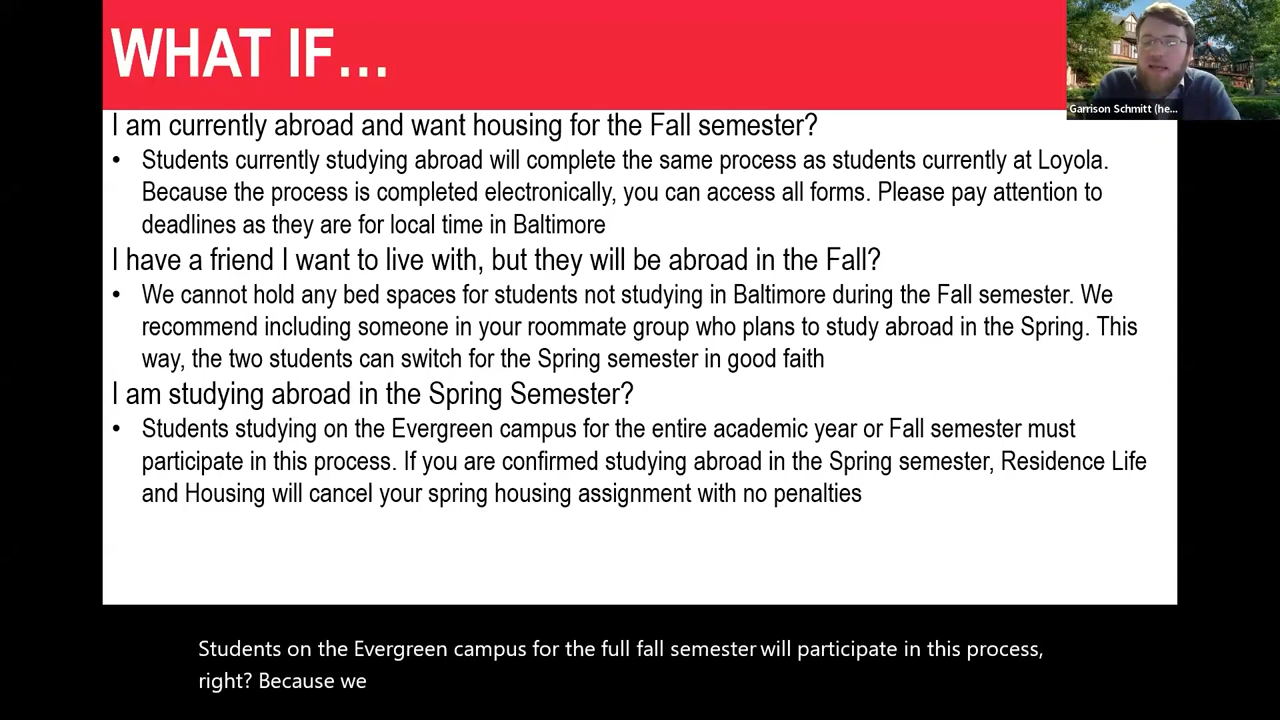 WHAT IF...
Garrison Schmitt (he...
I am currently abroad and want housing for the Fall semester?
• Students currently studying abroad will complete the same process as students currently at Loyola.
Because the process is completed electronically, you can access all forms. Please pay attention to
deadlines as they are for local time in Baltimore
I have a friend I want to live with, but they will be abroad in the Fall?
• We cannot hold any bed spaces for students not studying in Baltimore during the Fall semester. We
recommend including someone in your roommate group who plans to study abroad in the Spring. This
way, the two students can switch for the Spring semester in good faith
I am studying abroad in the Spring Semester?
• Students studying on the Evergreen campus for the entire academic year or Fall semester must
participate in this process. If you are confirmed studying abroad in the Spring semester, Residence Life
and Housing will cancel your spring housing assignment with no penalties
Students on the Evergreen campus for the full fall semester will participate in this process,
right? Because we